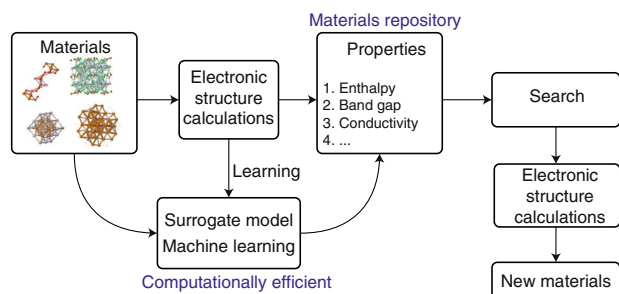 Materials repository
Materials
Electronic
structure
calculations
Properties
1. Enthalpy
2. Band gap
3. Conductivity
4. ...
Search
Learning
Surrogate model
Machine learning
Computationally efficient
Electronic
structure
calculations
New materials